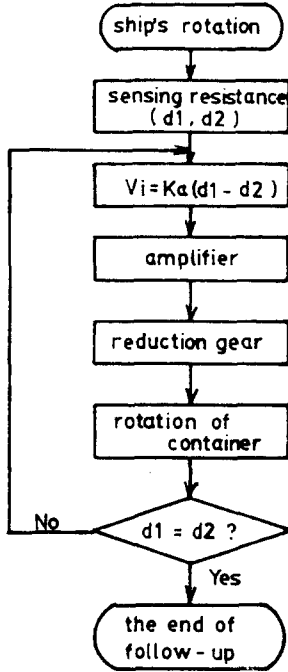 ship's rotation
sensing resistance
(d1, d2)
Vi=Ka(d1-d2)
amplifier
reduction gear
rotation of
container
No
d1 = d2 ?
Yes
the end of
follow-up